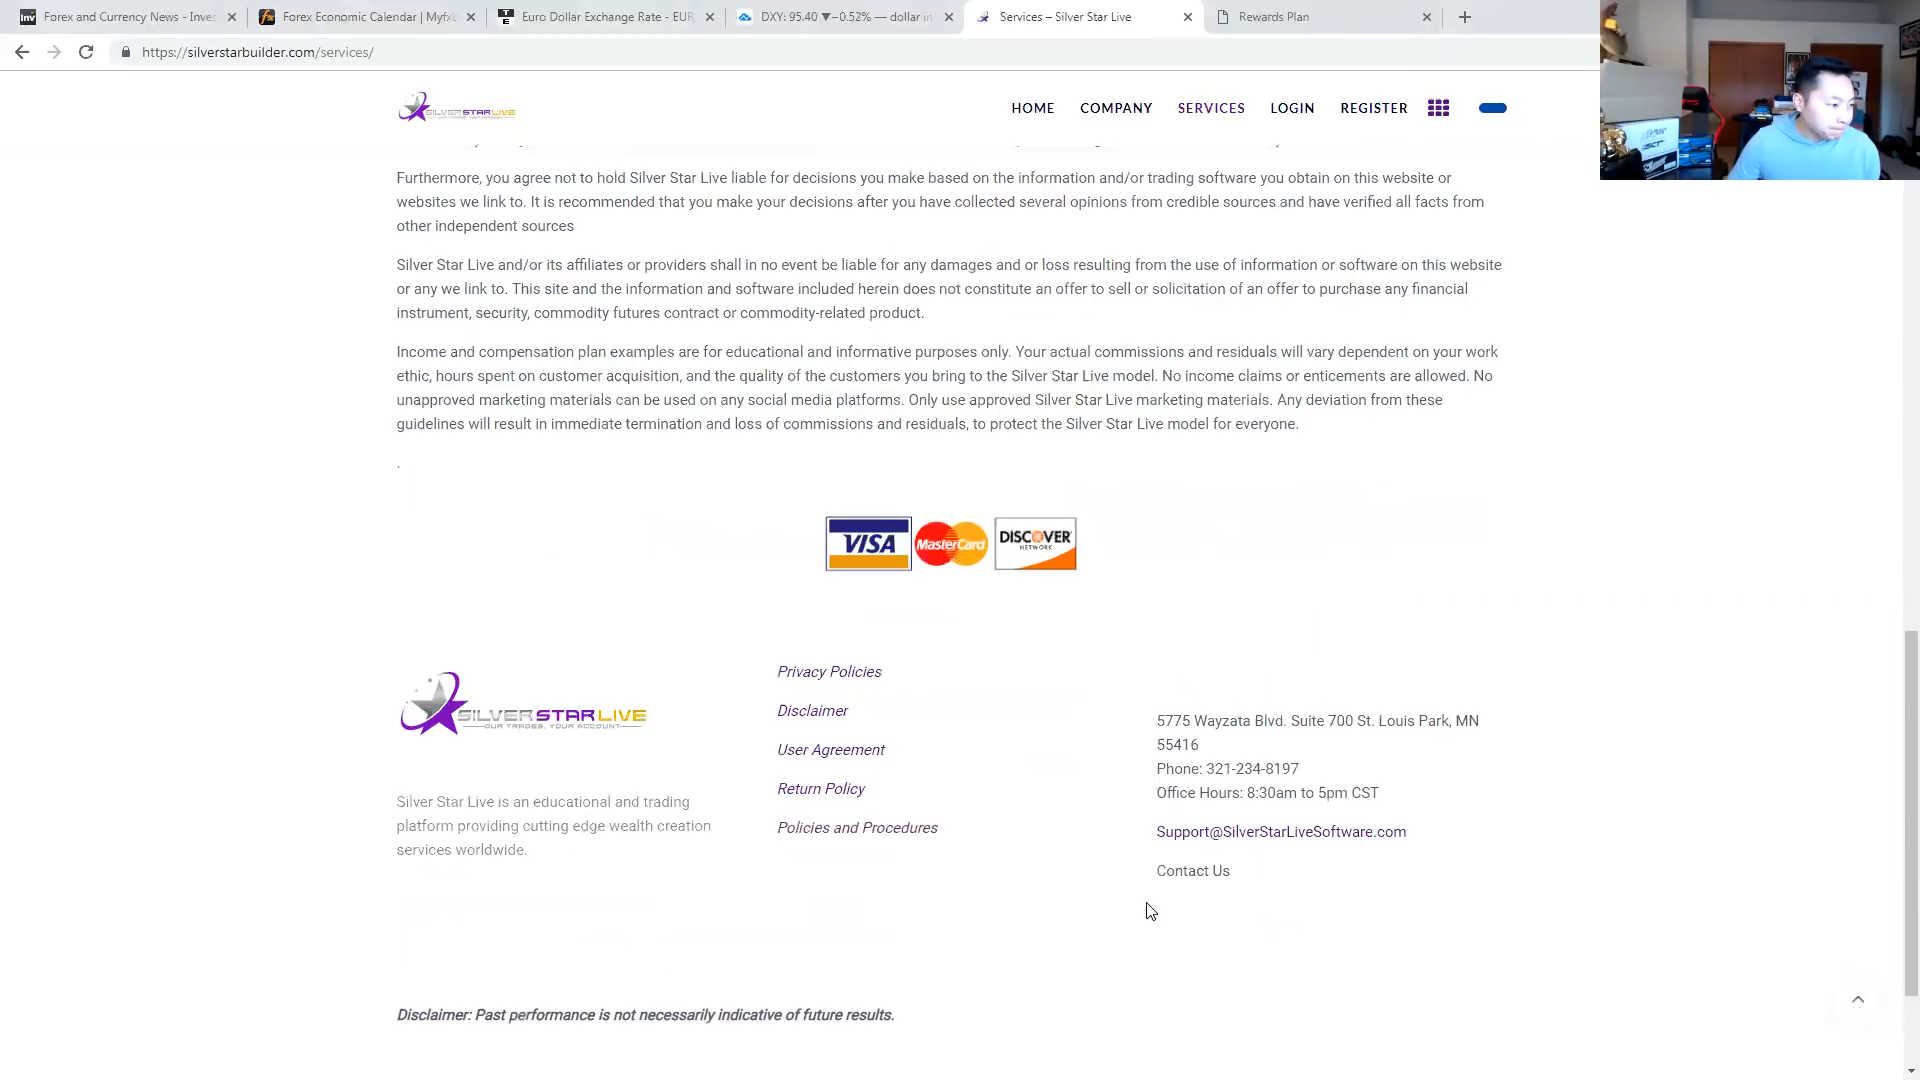 Forex and Currency News - Inves
Forex Economic Calendar | Myfxb
Euro Dollar Exchange Rate - EUR
DXY: 95.40 ▼−0.52% — dollar in
Services – Silver Star Live
Rewards Plan
https://silverstarbuilder.com/services/
SILVERSTARLIVE
HOME
COMPANY
SERVICES
LOGIN
REGISTER
Furthermore, you agree not to hold Silver Star Live liable for decisions you make based on the information and/or trading software you obtain on this website or
websites we link to. It is recommended that you make your decisions after you have collected several opinions from credible sources and have verified all facts from
other independent sources
Silver Star Live and/or its affiliates or providers shall in no event be liable for any damages and or loss resulting from the use of information or software on this website
or any we link to. This site and the information and software included herein does not constitute an offer to sell or solicitation of an offer to purchase any financial
instrument, security, commodity futures contract or commodity-related product.
Income and compensation plan examples are for educational and informative purposes only. Your actual commissions and residuals will vary dependent on your work
ethic, hours spent on customer acquisition, and the quality of the customers you bring to the Silver Star Live model. No income claims or enticements are allowed. No
unapproved marketing materials can be used on any social media platforms. Only use approved Silver Star Live marketing materials. Any deviation from these
guidelines will result in immediate termination and loss of commissions and residuals, to protect the Silver Star Live model for everyone.
.
VISA
MasterCard
DISCOVER
NETWORK
SILVERSTARLIVE
OUR TRADES, YOUR ACCOUNT
Silver Star Live is an educational and trading
platform providing cutting edge wealth creation
services worldwide.
Privacy Policies
Disclaimer
User Agreement
Return Policy
Policies and Procedures
5775 Wayzata Blvd. Suite 700 St. Louis Park, MN
55416
Phone: 321-234-8197
Office Hours: 8:30am to 5pm CST
Support@SilverStarLiveSoftware.com
Contact Us
Disclaimer: Past performance is not necessarily indicative of future results.